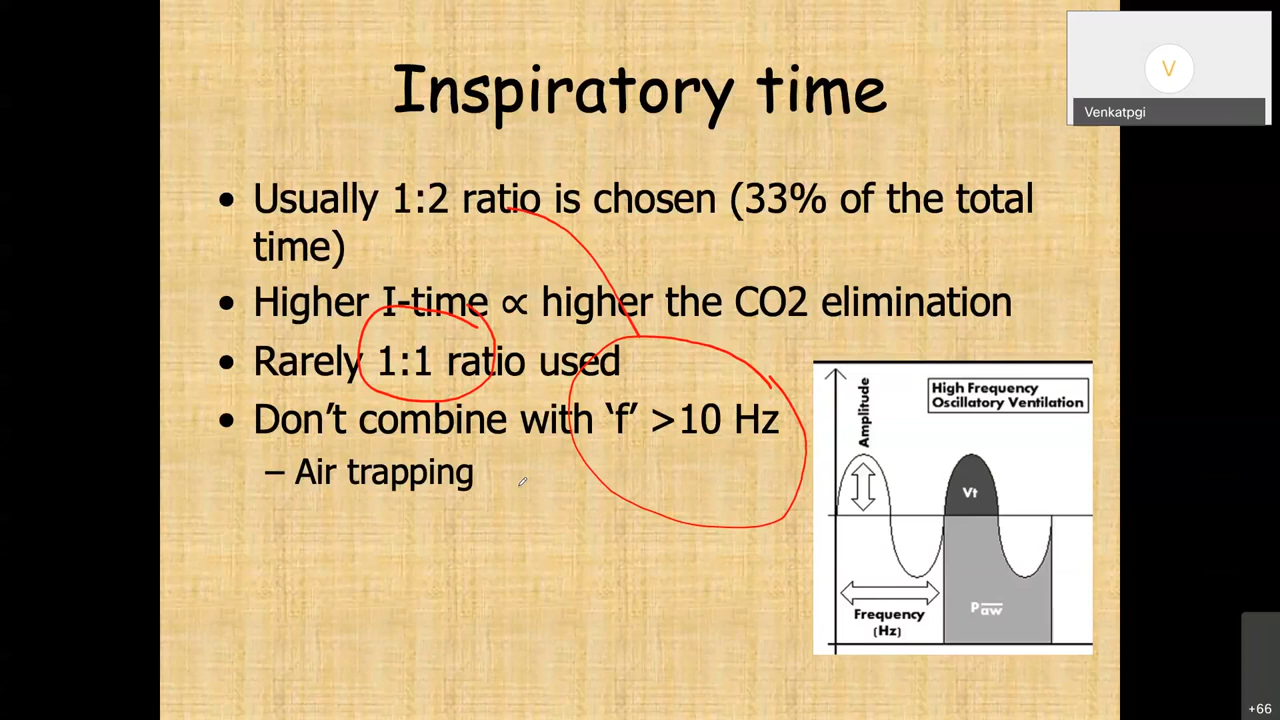 Inspiratory time
• Usually 1:2 ratio is chosen (33% of the total
time)
• Higher I-time ∝ higher the CO2 elimination
• Rarely 1:1 ratio used
• Don’t combine with ‘f’ >10 Hz
– Air trapping
High Frequency
Oscillatory Ventilation
Amplitude
Vt
Paw
Frequency
(Hz)
V
Venkatpgi
+66